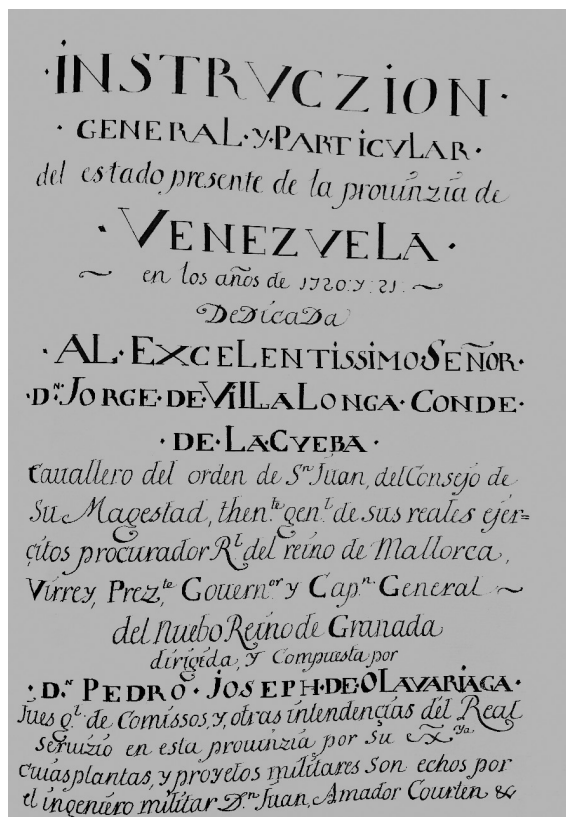 ·INSTRVCZION·
·GENERAL·Y·PARTICVLAR·
del estado presente de la prouinzia de
·VENEZVELA·
~ en los años de 1720:y:21. ~
DeDicaDa
·AL·EXCELENTISSIMO SEÑOR·
·D.N JORGE·DE·VILLALONGA·CONDE·
·DE·LA·CVEBA·
Cauallero del orden de Sn Juan, del Consejo de
Su Magestad, then.te gen.l de sus reales ejer=
çitos procurador R.l del reino de Mallorca,
Virrey, Prez,te Gouern.or y Cap.n General ~
del nuebo Reino de Granada
dirigida, y Compuesta por
·D.N PEDRO·JOSEPH·DE·OLAVARIAGA·
Jues g.l de Comissos, y, otras intendençias del Real
seruizio en esta prouinzia por su ~X~ya.
Cuias plantas, y proyetos militares son echos por
el ingeniero militar D.n Juan, Amador Courten &